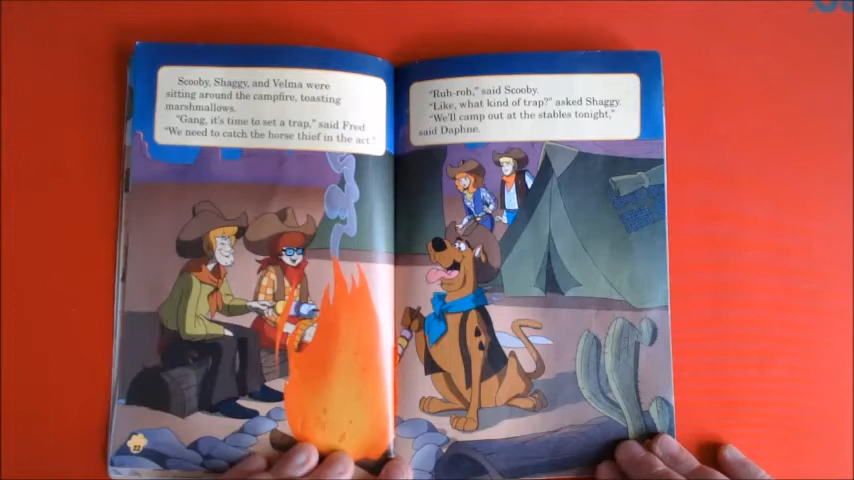 Scooby, Shaggy, and Velma were
sitting around the campfire, toasting
marshmallows.
"Gang, it's time to set a trap," said Fred
"We need to catch the horse thief in the act."
"Ruh-roh," said Scooby.
"Like, what kind of trap?" asked Shaggy.
"We'll camp out at the stables tonight,"
said Daphne.
22